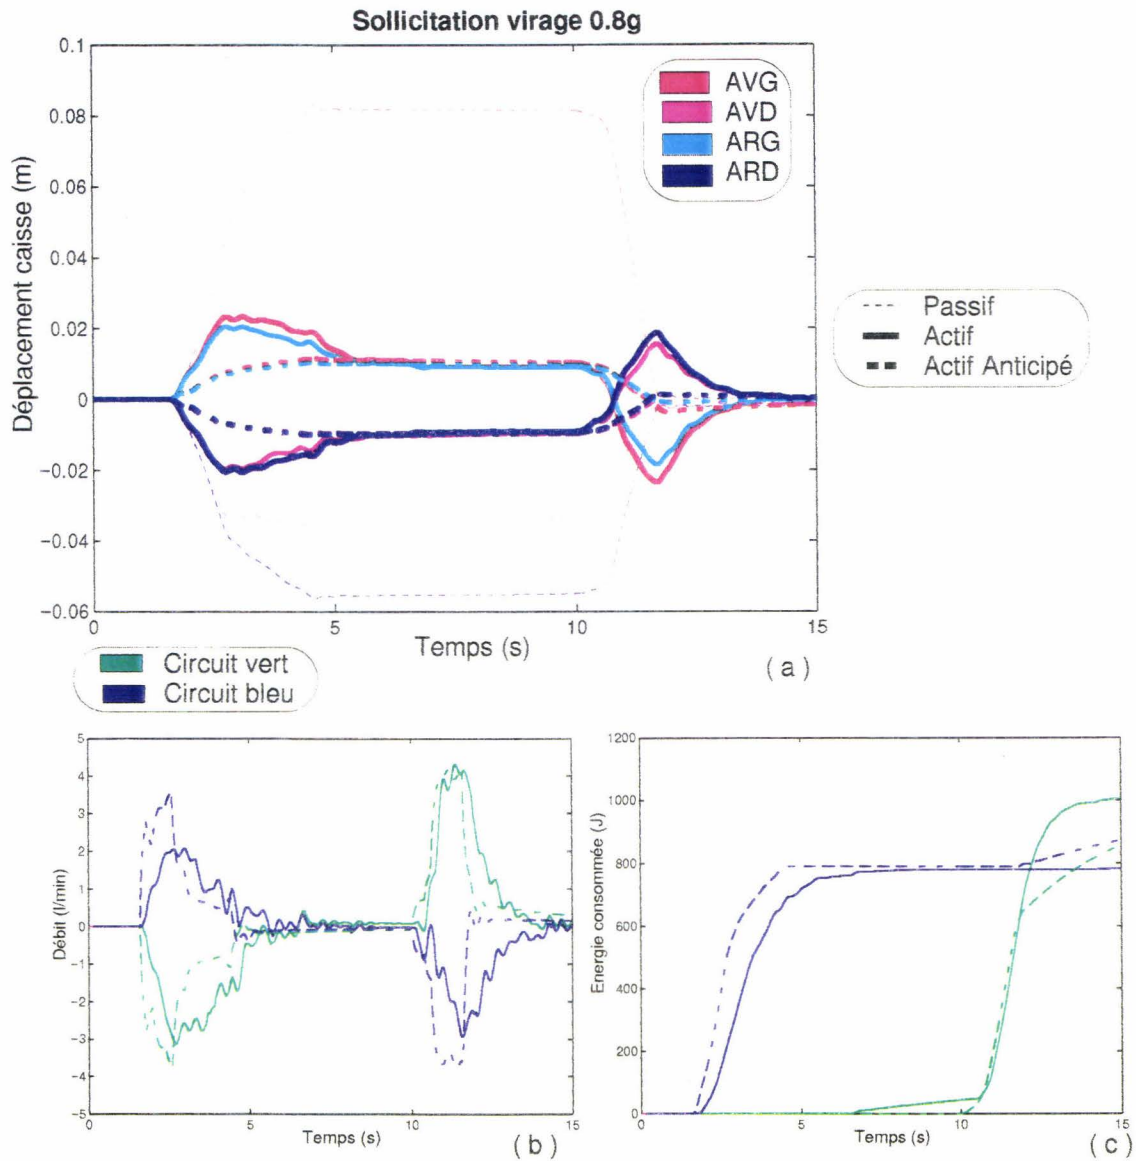 Sollicitation virage 0.8g
Déplacement caisse (m)
0.1
0.08
0.06
0.04
0.02
0
−0.02
−0.04
−0.06
0
5
10
15
Temps (s)
( a )
AVG
AVD
ARG
ARD
Passif
Actif
Actif Anticipé
Circuit vert
Circuit bleu
Débit (l/min)
5
4
3
2
1
0
−1
−2
−3
−4
−5
0
5
10
15
Temps (s)
( b )
Energie consommée (J)
1200
1000
800
600
400
200
0
0
5
10
15
Temps (s)
( c )